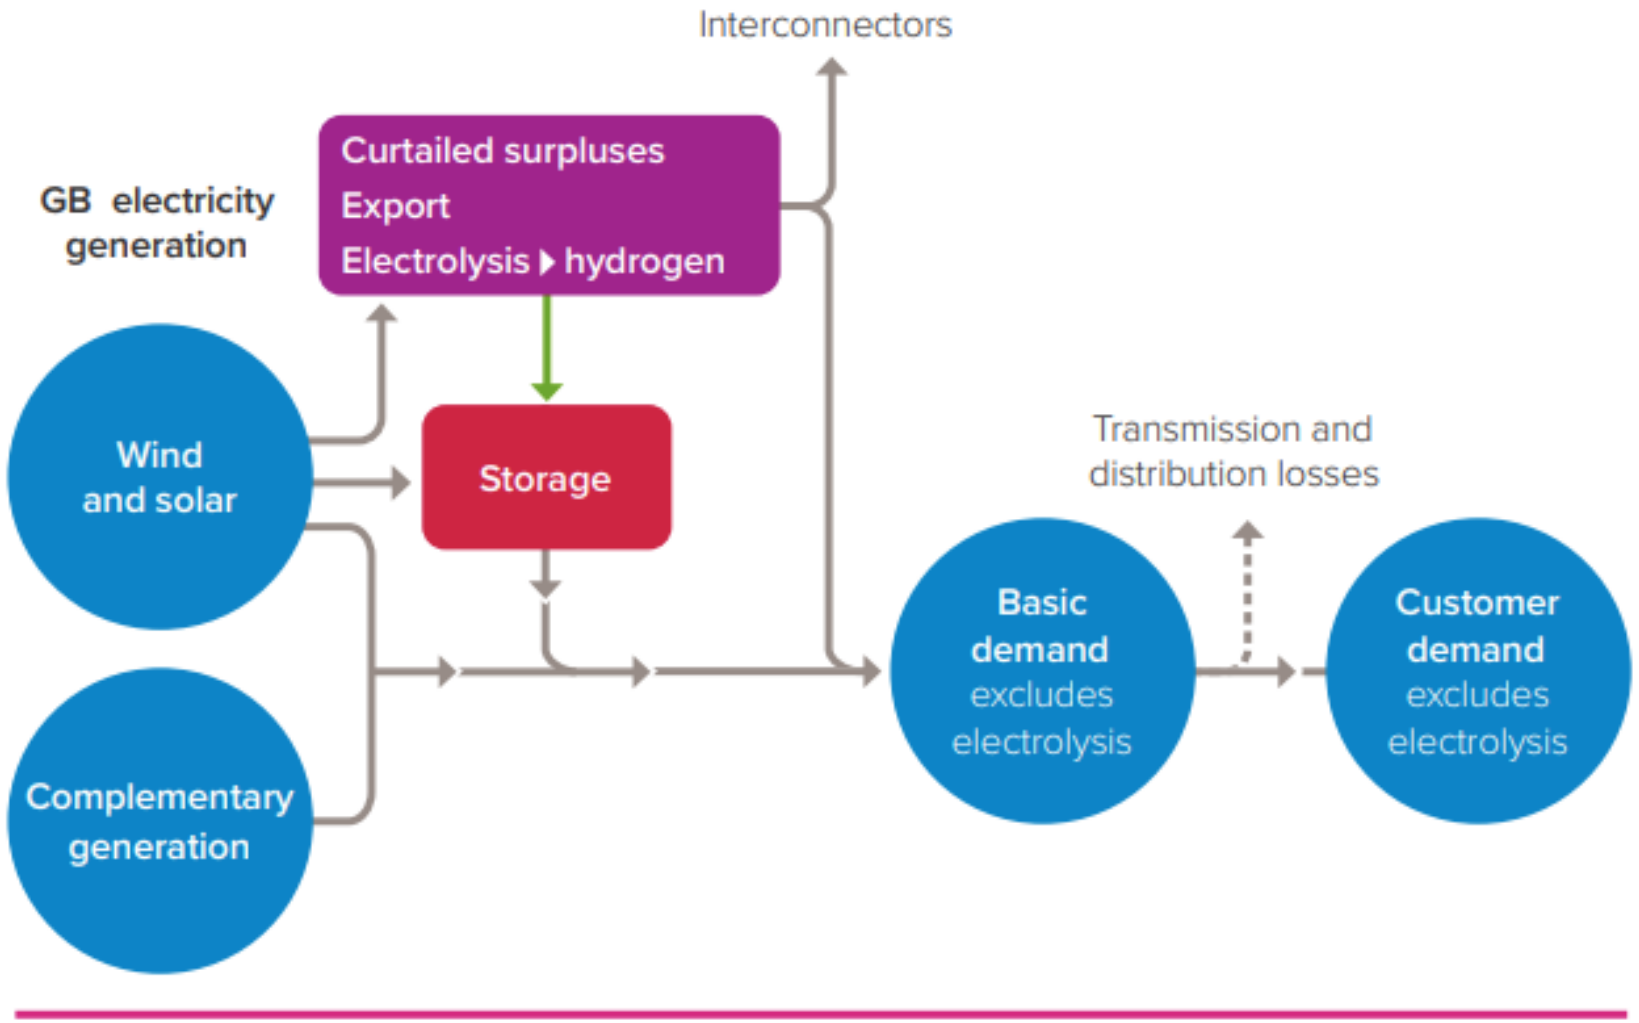 Interconnectors
Curtailed surpluses
Export
Electrolysis ▸ hydrogen
GB electricity
generation
Wind
and solar
Storage
Transmission and
distribution losses
Basic
demand
excludes
electrolysis
Customer
demand
excludes
electrolysis
Complementary
generation